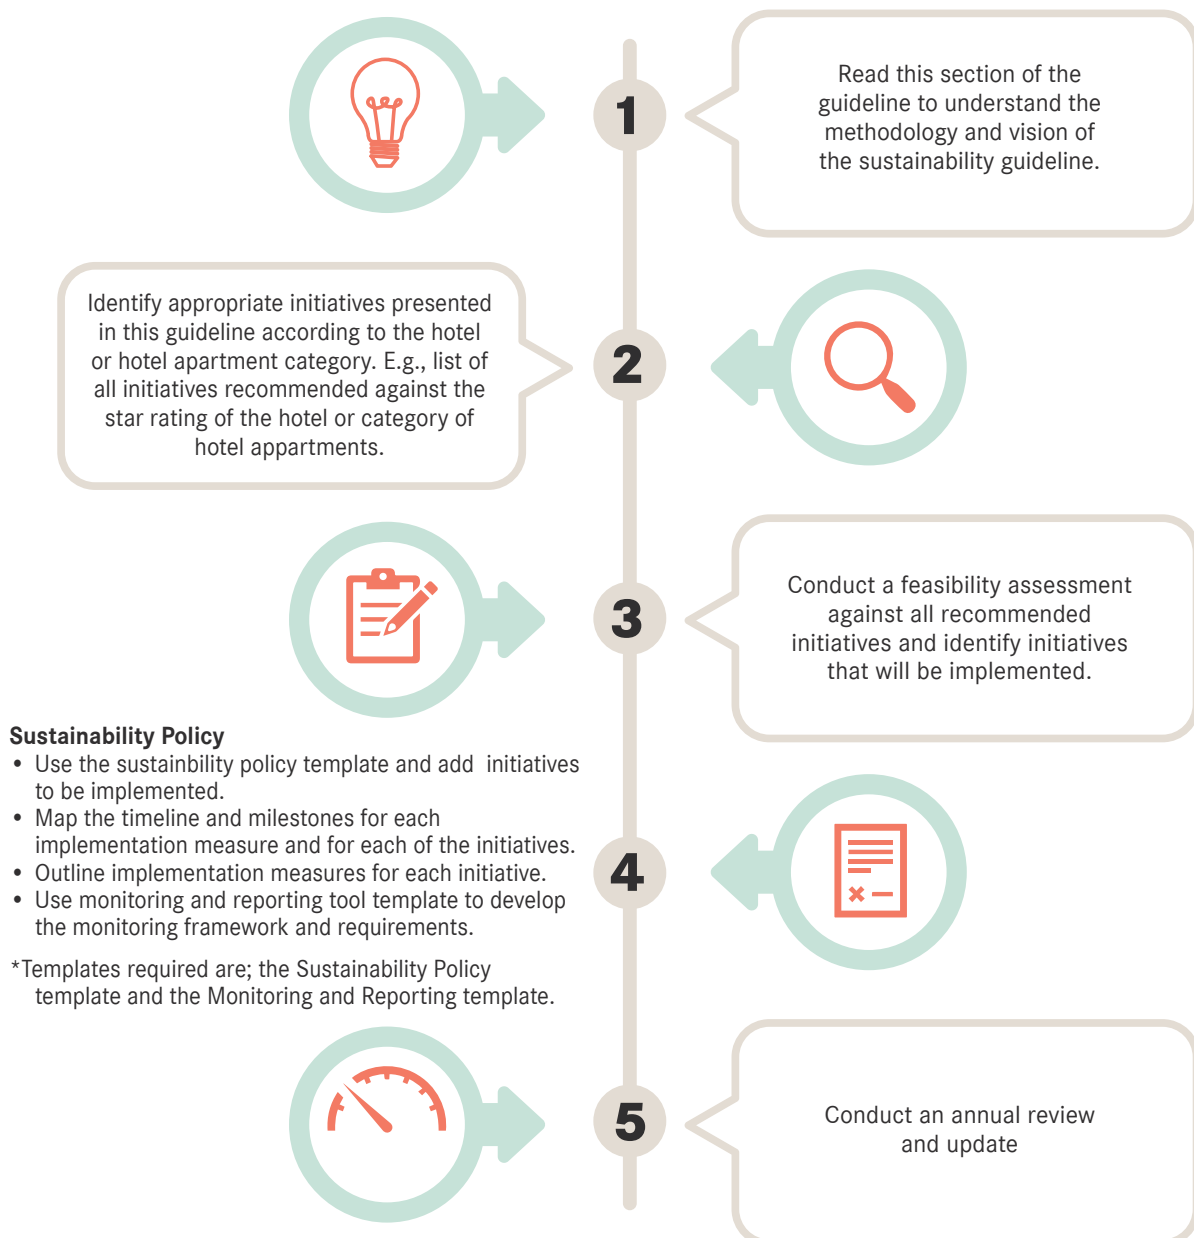 1
Read this section of the
guideline to understand the
methodology and vision of
the sustainability guideline.
Identify appropriate initiatives presented
in this guideline according to the hotel
or hotel apartment category. E.g., list of
all initiatives recommended against the
star rating of the hotel or category of
hotel appartments.
2
3
Conduct a feasibility assessment
against all recommended
initiatives and identify initiatives
that will be implemented.
Sustainability Policy
• Use the sustainbility policy template and add  initiatives
to be implemented.
• Map the timeline and milestones for each
implementation measure and for each of the initiatives.
• Outline implementation measures for each initiative.
• Use monitoring and reporting tool template to develop
the monitoring framework and requirements.
*Templates required are; the Sustainability Policy
template and the Monitoring and Reporting template.
4
5
Conduct an annual review
and update